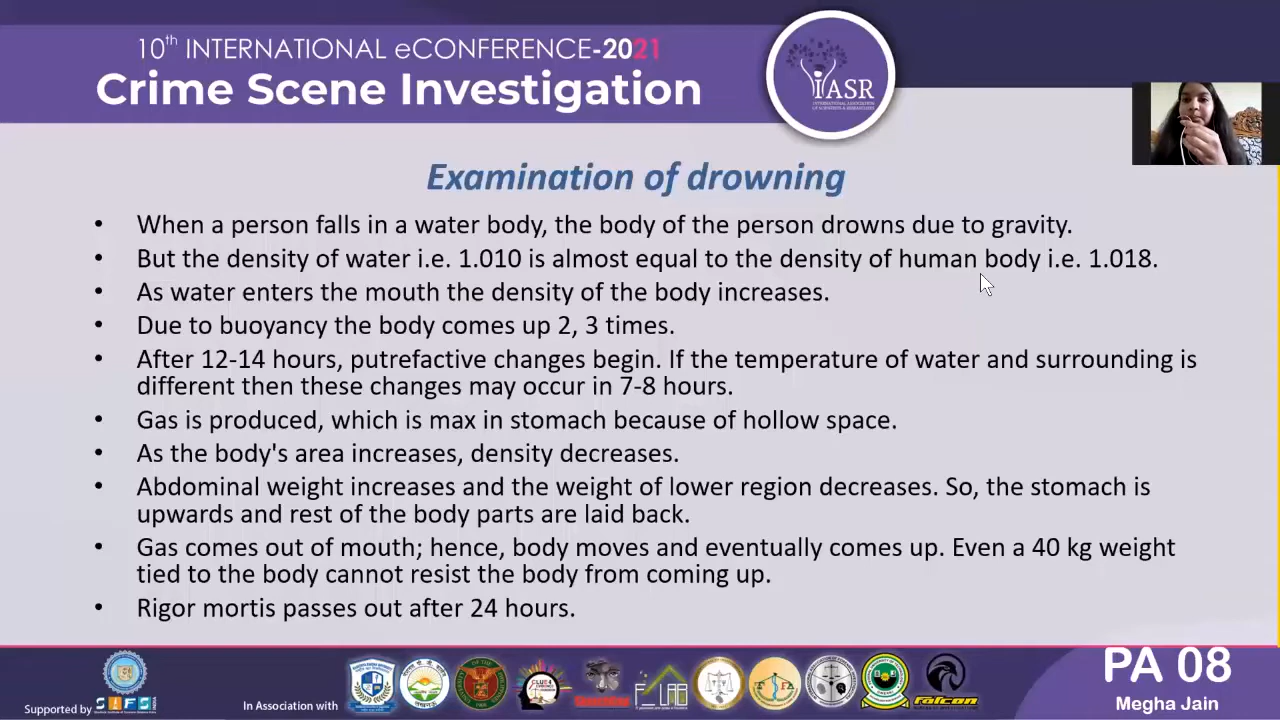 10th INTERNATIONAL eCONFERENCE-2021
Crime Scene Investigation
iASR
INTERNATIONAL ASSOCIATION
Examination of drowning
• When a person falls in a water body, the body of the person drowns due to gravity.
• But the density of water i.e. 1.010 is almost equal to the density of human body i.e. 1.018.
• As water enters the mouth the density of the body increases.
• Due to buoyancy the body comes up 2, 3 times.
• After 12-14 hours, putrefactive changes begin. If the temperature of water and surrounding is
different then these changes may occur in 7-8 hours.
• Gas is produced, which is max in stomach because of hollow space.
• As the body's area increases, density decreases.
• Abdominal weight increases and the weight of lower region decreases. So, the stomach is
upwards and rest of the body parts are laid back.
• Gas comes out of mouth; hence, body moves and eventually comes up. Even a 40 kg weight
tied to the body cannot resist the body from coming up.
• Rigor mortis passes out after 24 hours.
Supported by
SIFSI
In Association with
CLUE4
F LAB
falcon
PA 08
Megha Jain